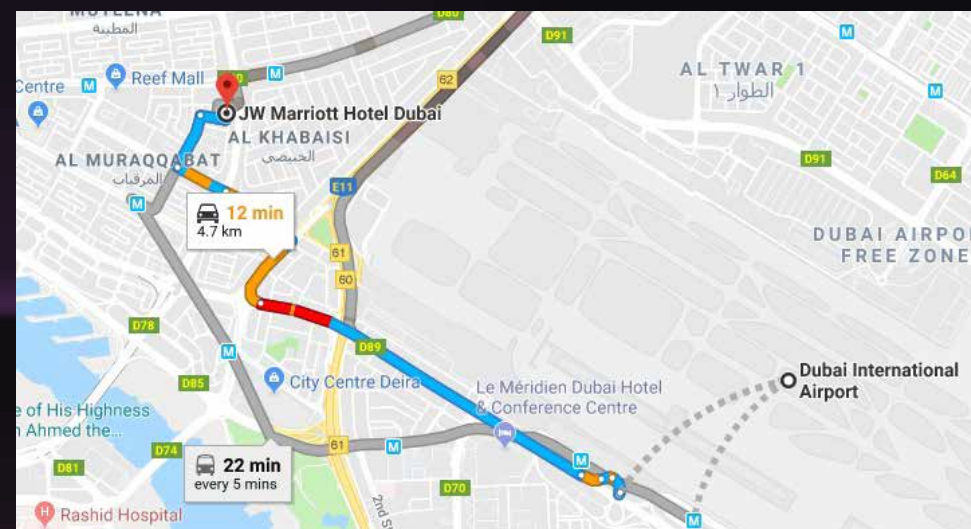 المطينة
D80
D91
M
AL TWAR 1
الطوار ١
M
Reef Mall
M
62
Centre
M
M
JW Marriott Hotel Dubai
AL KHABAISI
الخبيصي
AL MURAQQABAT
المرقبات
D91
D64
E11
M
12 min
4.7 km
DUBAI AIRPO
FREE ZONE
61
60
D78
M
D89
D85
City Centre Deira
Le Méridien Dubai Hotel
& Conference Centre
Dubai International
Airport
e of His Highness
n Ahmed the...
D74
61
M
M
22 min
every 5 mins
D81
D70
2nd St
M
H
Rashid Hospital